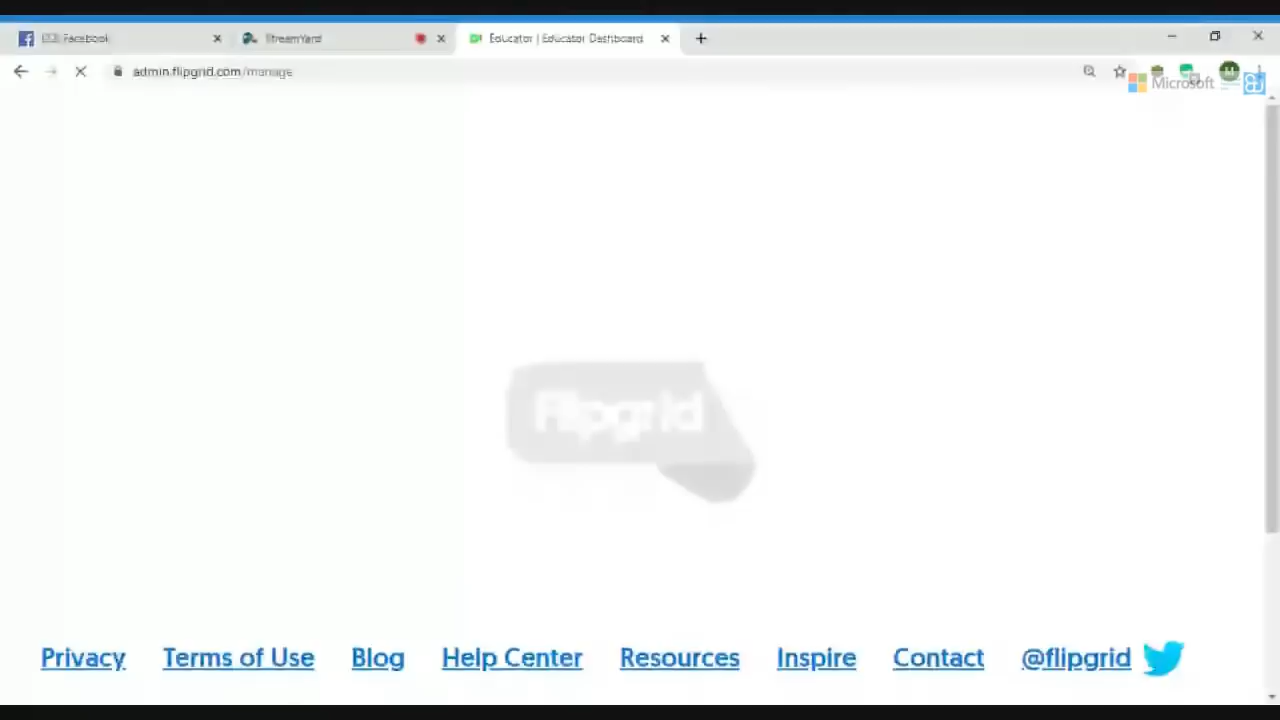 Facebook
StreamYard
Educator | Educator Dashboard
admin.flipgrid.com/manage
Microsoft
Flipgrid
Privacy Terms of Use Blog Help Center Resources Inspire Contact @flipgrid